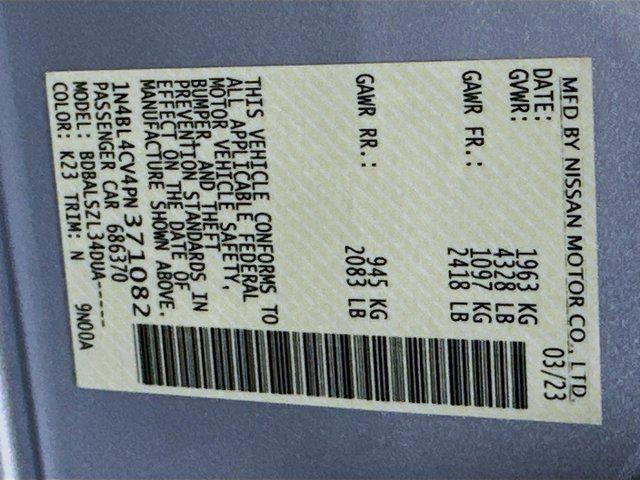 MFD BY NISSAN MOTOR CO., LTD.
DATE: 03/23
GVWR: 1963 KG
4328 LB
GAWR FR.: 1097 KG
2418 LB
GAWR RR.: 945 KG
2083 LB
THIS VEHICLE CONFORMS TO
ALL APPLICABLE FEDERAL
MOTOR VEHICLE SAFETY,
BUMPER, AND THEFT
PREVENTION STANDARDS IN
EFFECT ON THE DATE OF
MANUFACTURE SHOWN ABOVE.
1N4BL4CV4PN371082
PASSENGER CAR 686370
MODEL: BDBALSZL34DUA-----
COLOR: K23 TRIM: N 9N00A